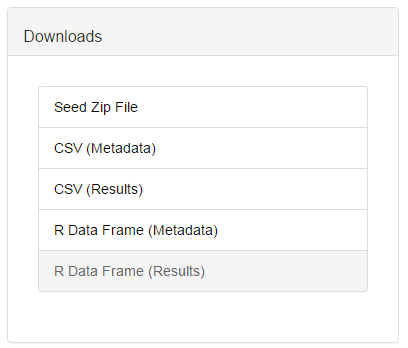 Downloads
Seed Zip File
CSV (Metadata)
CSV (Results)
R Data Frame (Metadata)
R Data Frame (Results)